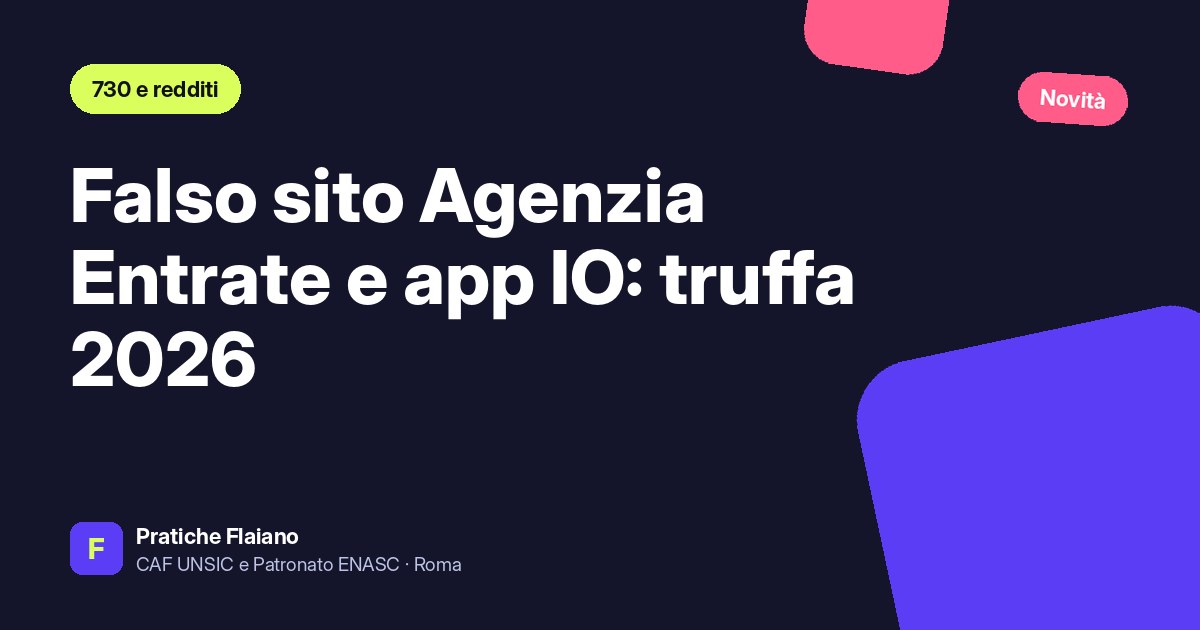 730 e redditi
Novità
Falso sito Agenzia
Entrate e app IO: truffa
2026
F
Pratiche Flaiano
CAF UNSIC e Patronato ENASC · Roma